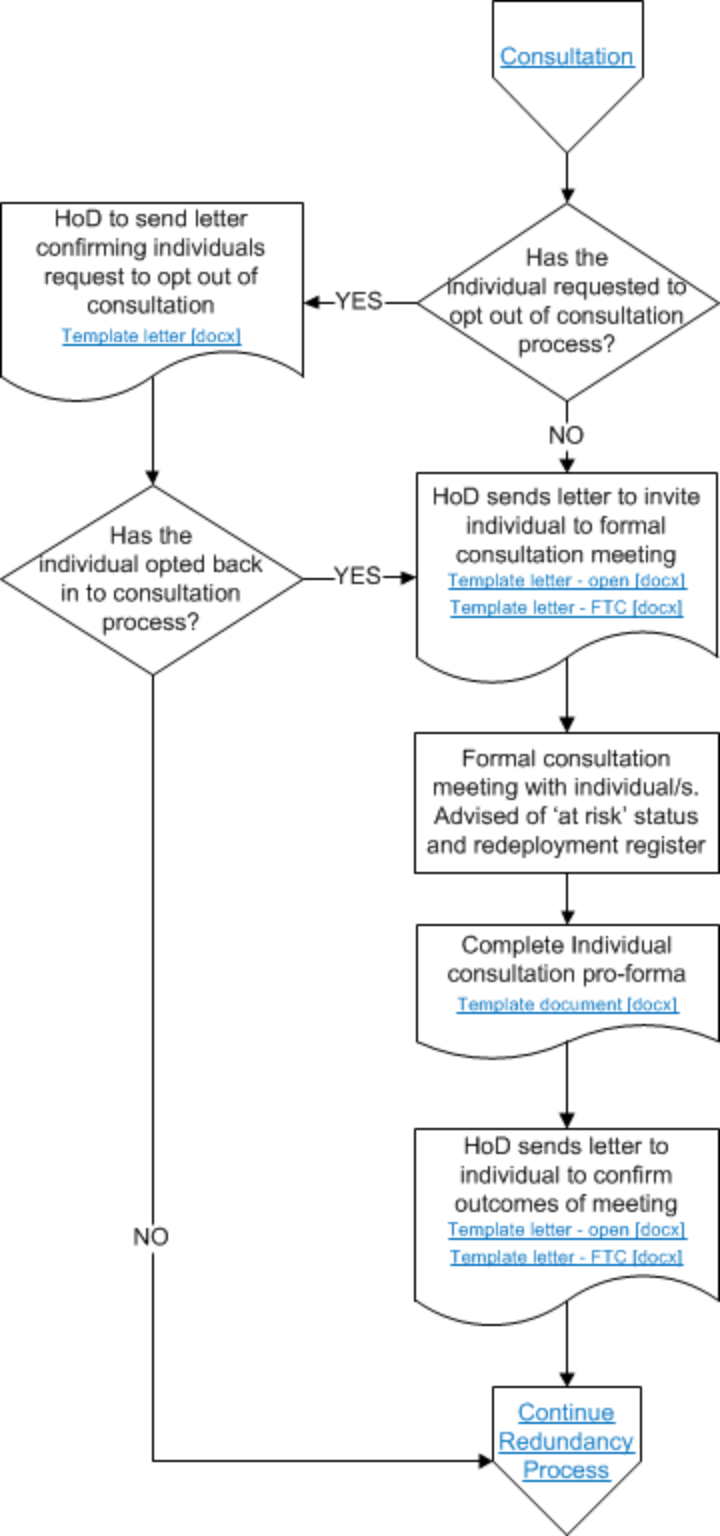 Consultation
Has the
individual requested to
opt out of consultation
process?
YES
HoD to send letter
confirming individuals
request to opt out of
consultation
Template letter [docx]
NO
Has the
individual opted back
in to consultation
process?
YES
HoD sends letter to invite
individual to formal
consultation meeting
Template letter - open [docx]
Template letter - FTC [docx]
Formal consultation
meeting with individual/s.
Advised of ‘at risk’ status
and redeployment register
Complete Individual
consultation pro-forma
Template document [docx]
HoD sends letter to
individual to confirm
outcomes of meeting
Template letter - open [docx]
Template letter - FTC [docx]
NO
Continue
Redundancy
Process